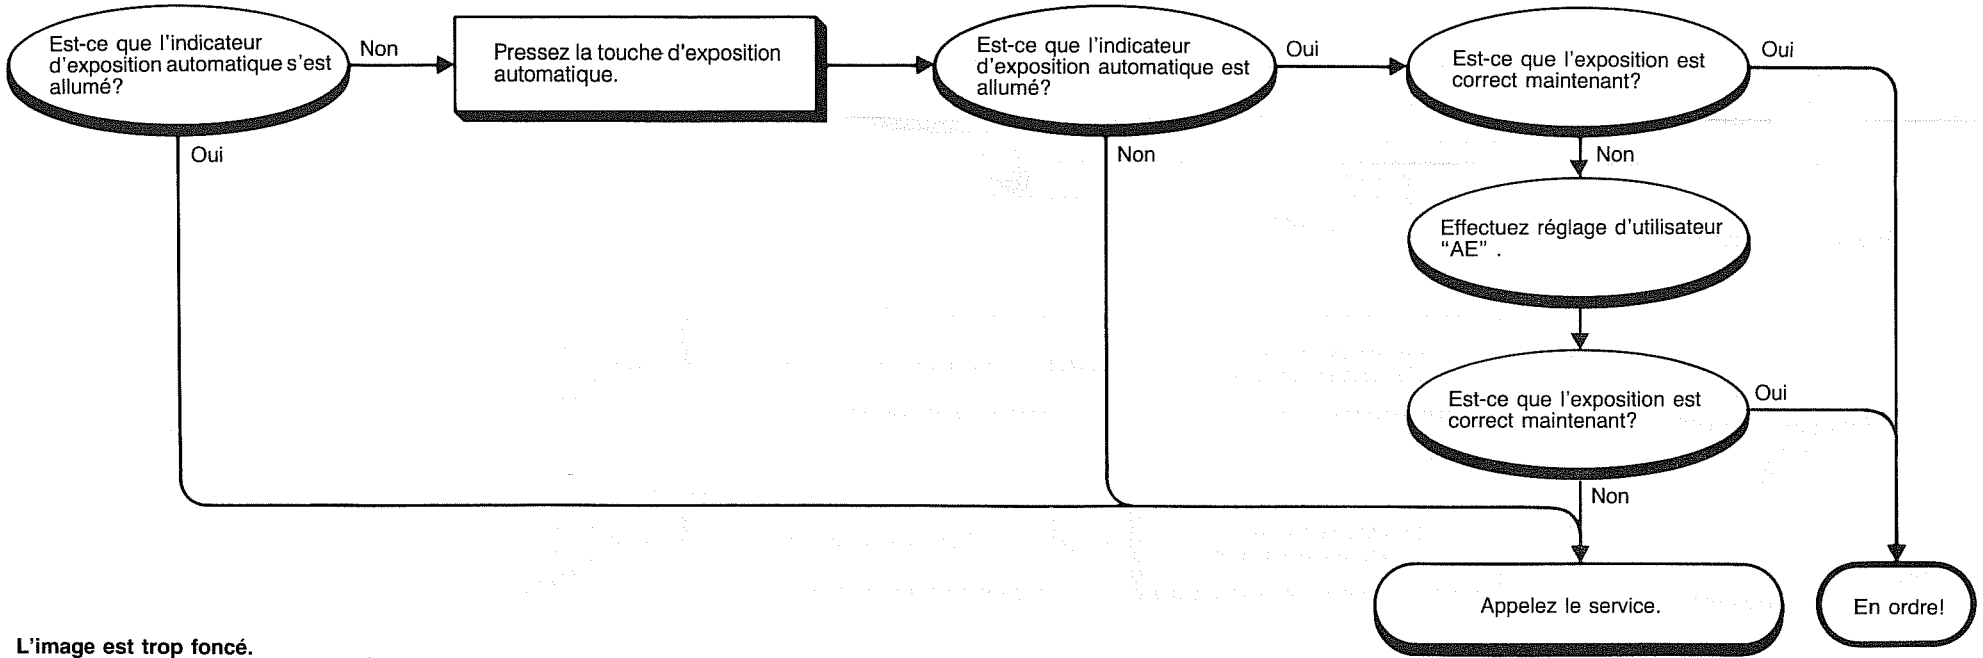 Est-ce que l'indicateur
d'exposition automatique s'est
allumé?
Non
Pressez la touche d'exposition
automatique.
Est-ce que l'indicateur
d'exposition automatique est
allumé?
Oui
Est-ce que l'exposition est
correct maintenant?
Oui
Oui
Non
Non
Effectuez réglage d'utilisateur
“AE” .
Est-ce que l'exposition est
correct maintenant?
Oui
Non
Appelez le service.
En ordre!
L'image est trop foncé.